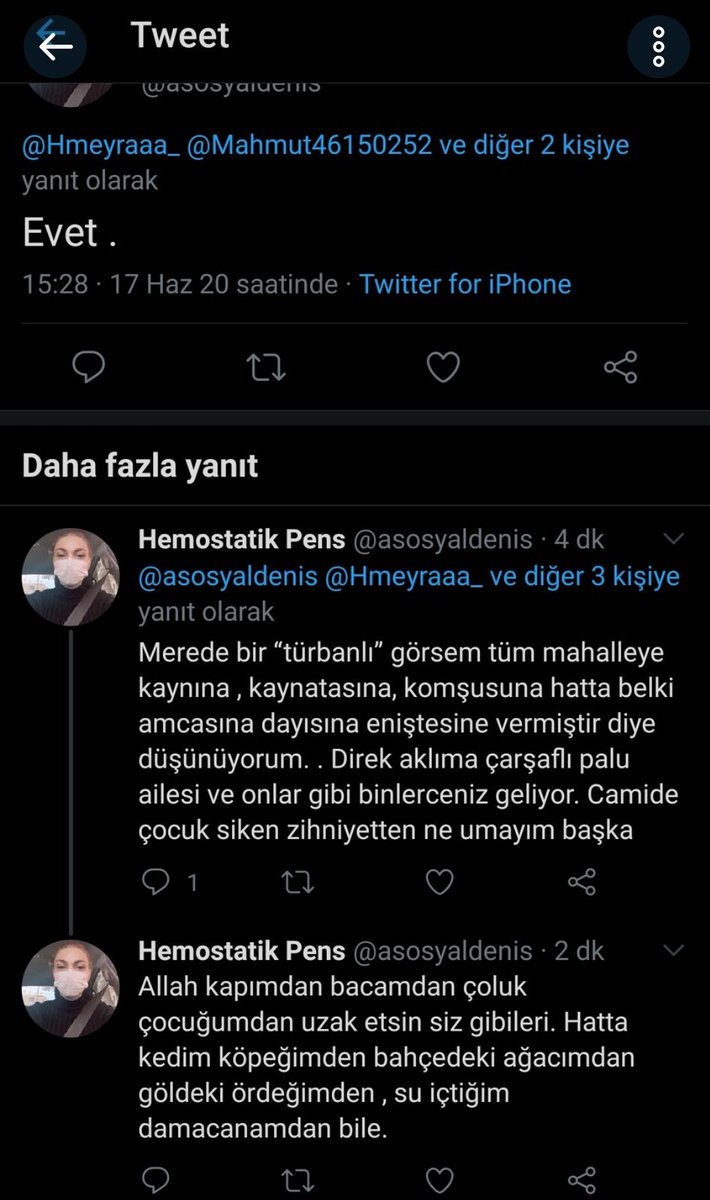 Tweet
@asosyaldenis
@Hmeyraaa_ @Mahmut46150252 ve diğer 2 kişiye
yanıt olarak
Evet .
15:28 · 17 Haz 20 saatinde · Twitter for iPhone
Daha fazla yanıt
Hemostatik Pens @asosyaldenis · 4 dk
@asosyaldenis @Hmeyraaa_ ve diğer 3 kişiye
yanıt olarak
Merede bir “türbanlı” görsem tüm mahalleye
kaynına , kaynatasına, komşusuna hatta belki
amcasına dayısına eniştesine vermiştir diye
düşünüyorum. . Direk aklıma çarşaflı palu
ailesi ve onlar gibi binlerceniz geliyor. Camide
çocuk siken zihniyetten ne umayım başka
1
Hemostatik Pens @asosyaldenis · 2 dk
Allah kapımdan bacamdan çoluk
çocuğumdan uzak etsin siz gibileri. Hatta
kedim köpeğimden bahçedeki ağacımdan
göldeki ördeğimden , su içtiğim
damacanamdan bile.